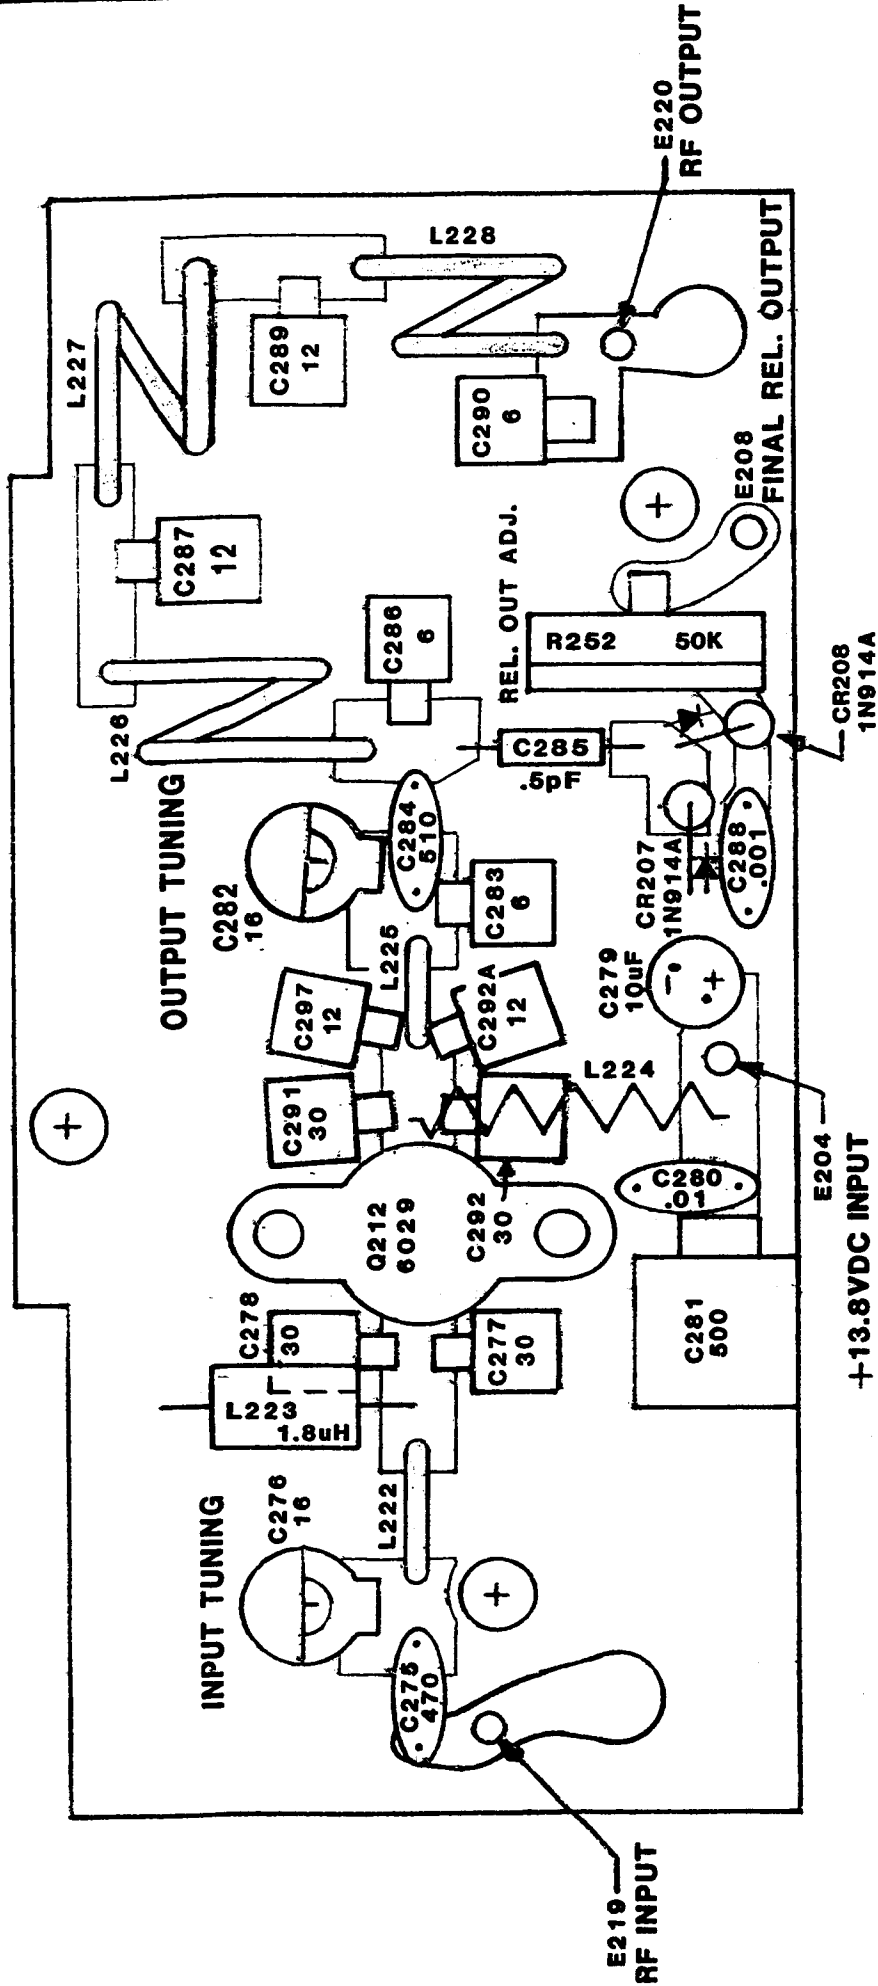 E219
RF INPUT
INPUT TUNING
C276
16
C275
470
L222
L223
1.8uH
C278
30
C277
30
Q212
6029
C292
30
C291
30
C297
12
C292A
12
L225
OUTPUT TUNING
C282
16
C284
510
C283
6
L226
C286
6
C287
12
L227
C289
12
L228
C290
6
E220
RF OUTPUT
REL. OUT ADJ.
R252 50K
E208
FINAL REL. OUTPUT
C285
.5pF
CR208
1N914A
CR207
1N914A
C288
.001
C279
10uF
- +
L224
C280
.01
C281
500
E204
+13.8VDC INPUT